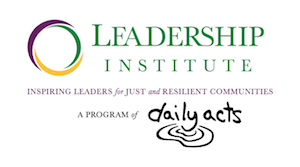 LEADERSHIP
INSTITUTE
INSPIRING LEADERS for JUST and RESILIENT COMMUNITIES
A PROGRAM of daily acts